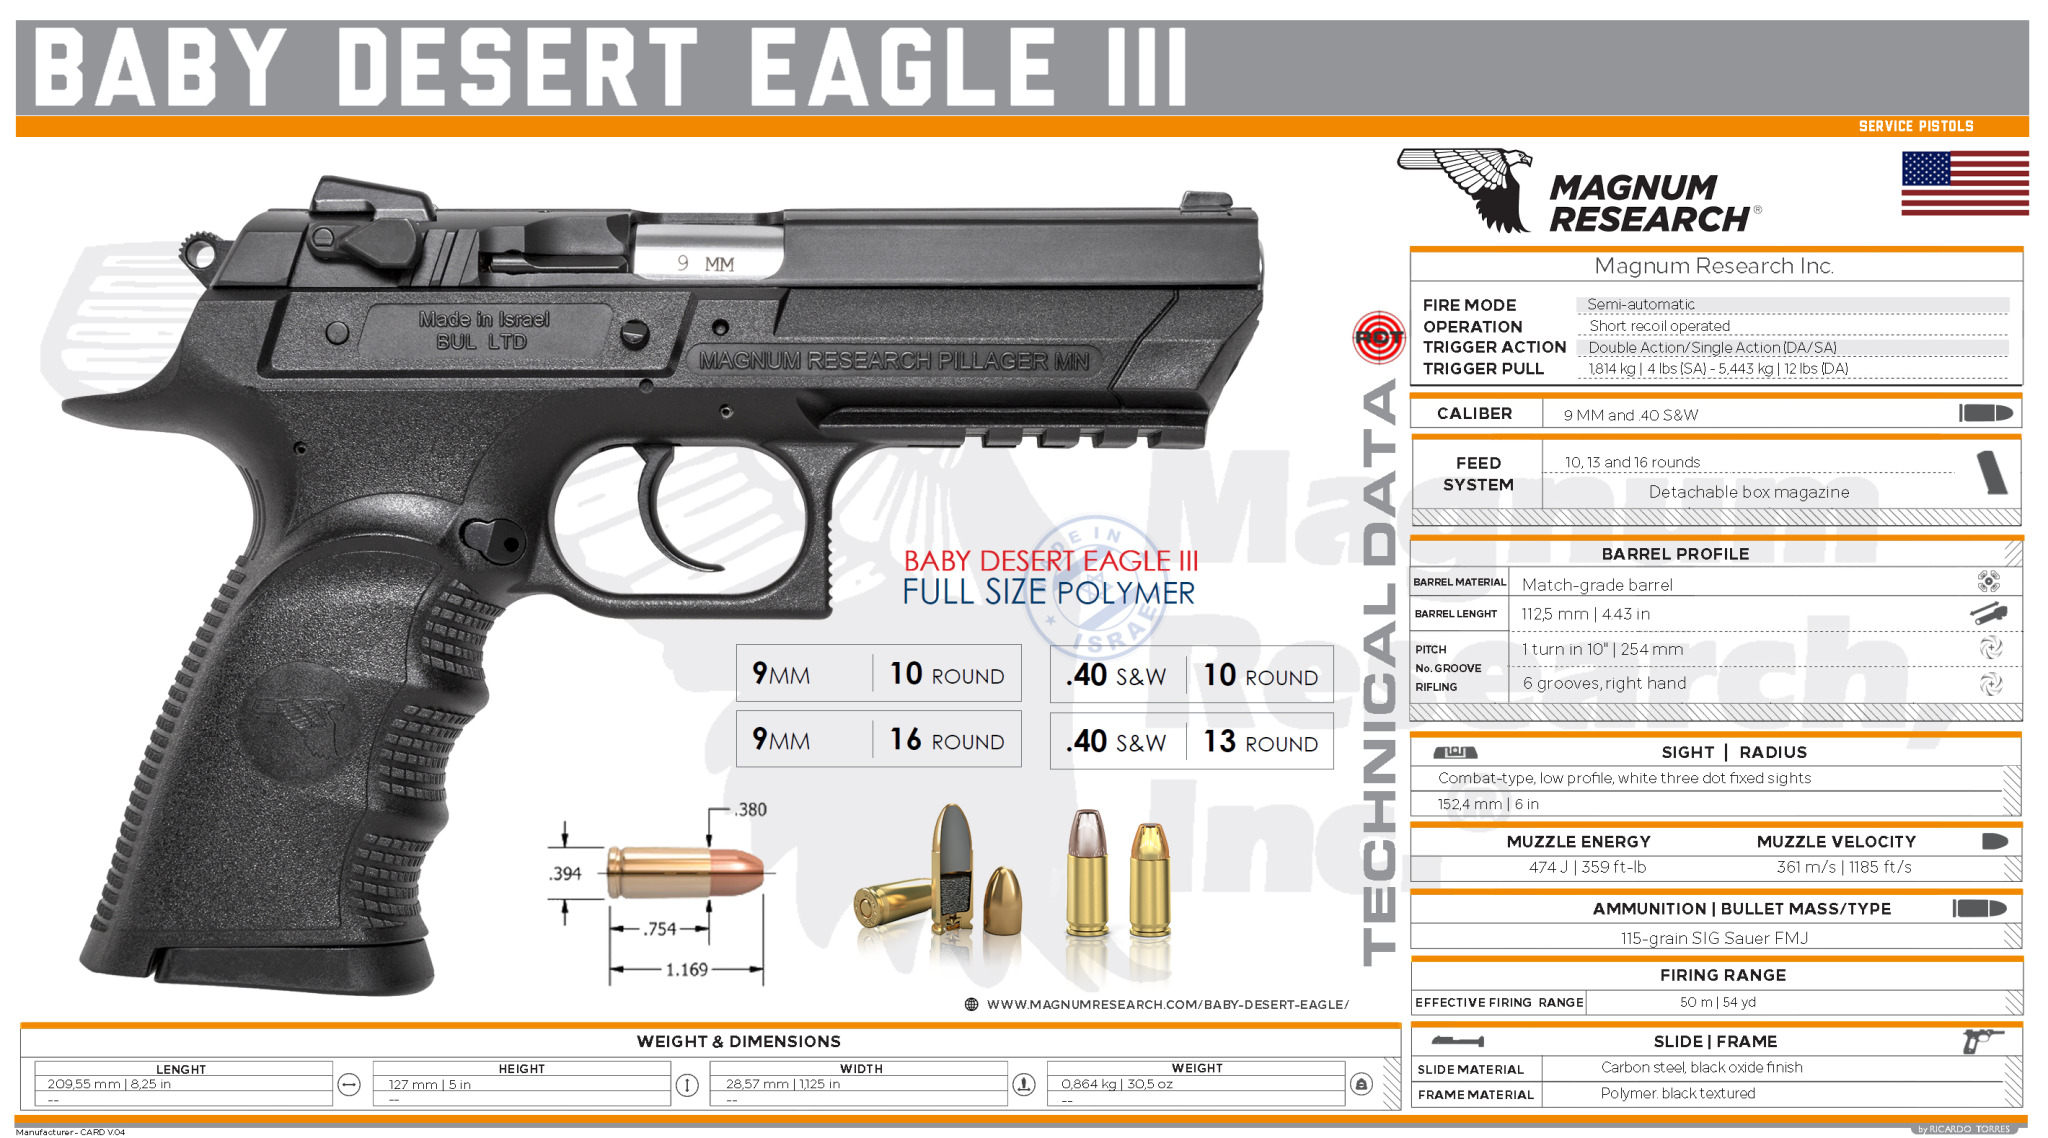 BABY DESERT EAGLE III
SERVICE PISTOLS
MAGNUM
RESEARCH®
9 MM
Made in Israel
BUL LTD
MAGNUM RESEARCH PILLAGER MN
RDT
TECHNICAL DATA
Magnum Research Inc.
FIRE MODE Semi-automatic
OPERATION Short recoil operated
TRIGGER ACTION Double Action/Single Action (DA/SA)
TRIGGER PULL 1,814 kg | 4 lbs (SA) - 5,443 kg | 12 lbs (DA)
CALIBER 9 MM and .40 S&W
FEED
SYSTEM
10, 13 and 16 rounds
Detachable box magazine
BARREL PROFILE
BARREL MATERIAL Match-grade barrel
BARREL LENGHT 112,5 mm | 4.43 in
PITCH 1 turn in 10" | 254 mm
No. GROOVE
RIFLING 6 grooves, right hand
SIGHT | RADIUS
Combat-type, low profile, white three dot fixed sights
152,4 mm | 6 in
MUZZLE ENERGY MUZZLE VELOCITY
474 J | 359 ft-lb 361 m/s | 1185 ft/s
AMMUNITION | BULLET MASS/TYPE
115-grain SIG Sauer FMJ
FIRING RANGE
EFFECTIVE FIRING RANGE 50 m | 54 yd
SLIDE | FRAME
SLIDE MATERIAL Carbon steel, black oxide finish
FRAME MATERIAL Polymer. black textured
Magnum
Research,
Inc.®
MADE IN
ISRAEL
BABY DESERT EAGLE III
FULL SIZE POLYMER
9MM 10 ROUND
.40 S&W 10 ROUND
9MM 16 ROUND
.40 S&W 13 ROUND
.380
.394
.754
1.169
WWW.MAGNUMRESEARCH.COM/BABY-DESERT-EAGLE/
WEIGHT & DIMENSIONS
LENGHT HEIGHT WIDTH WEIGHT
209,55 mm | 8,25 in 127 mm | 5 in 28,57 mm | 1,125 in 0,864 kg | 30,5 oz
-- -- -- --
Manufacturer - CARD V.04
by RICARDO TORRES